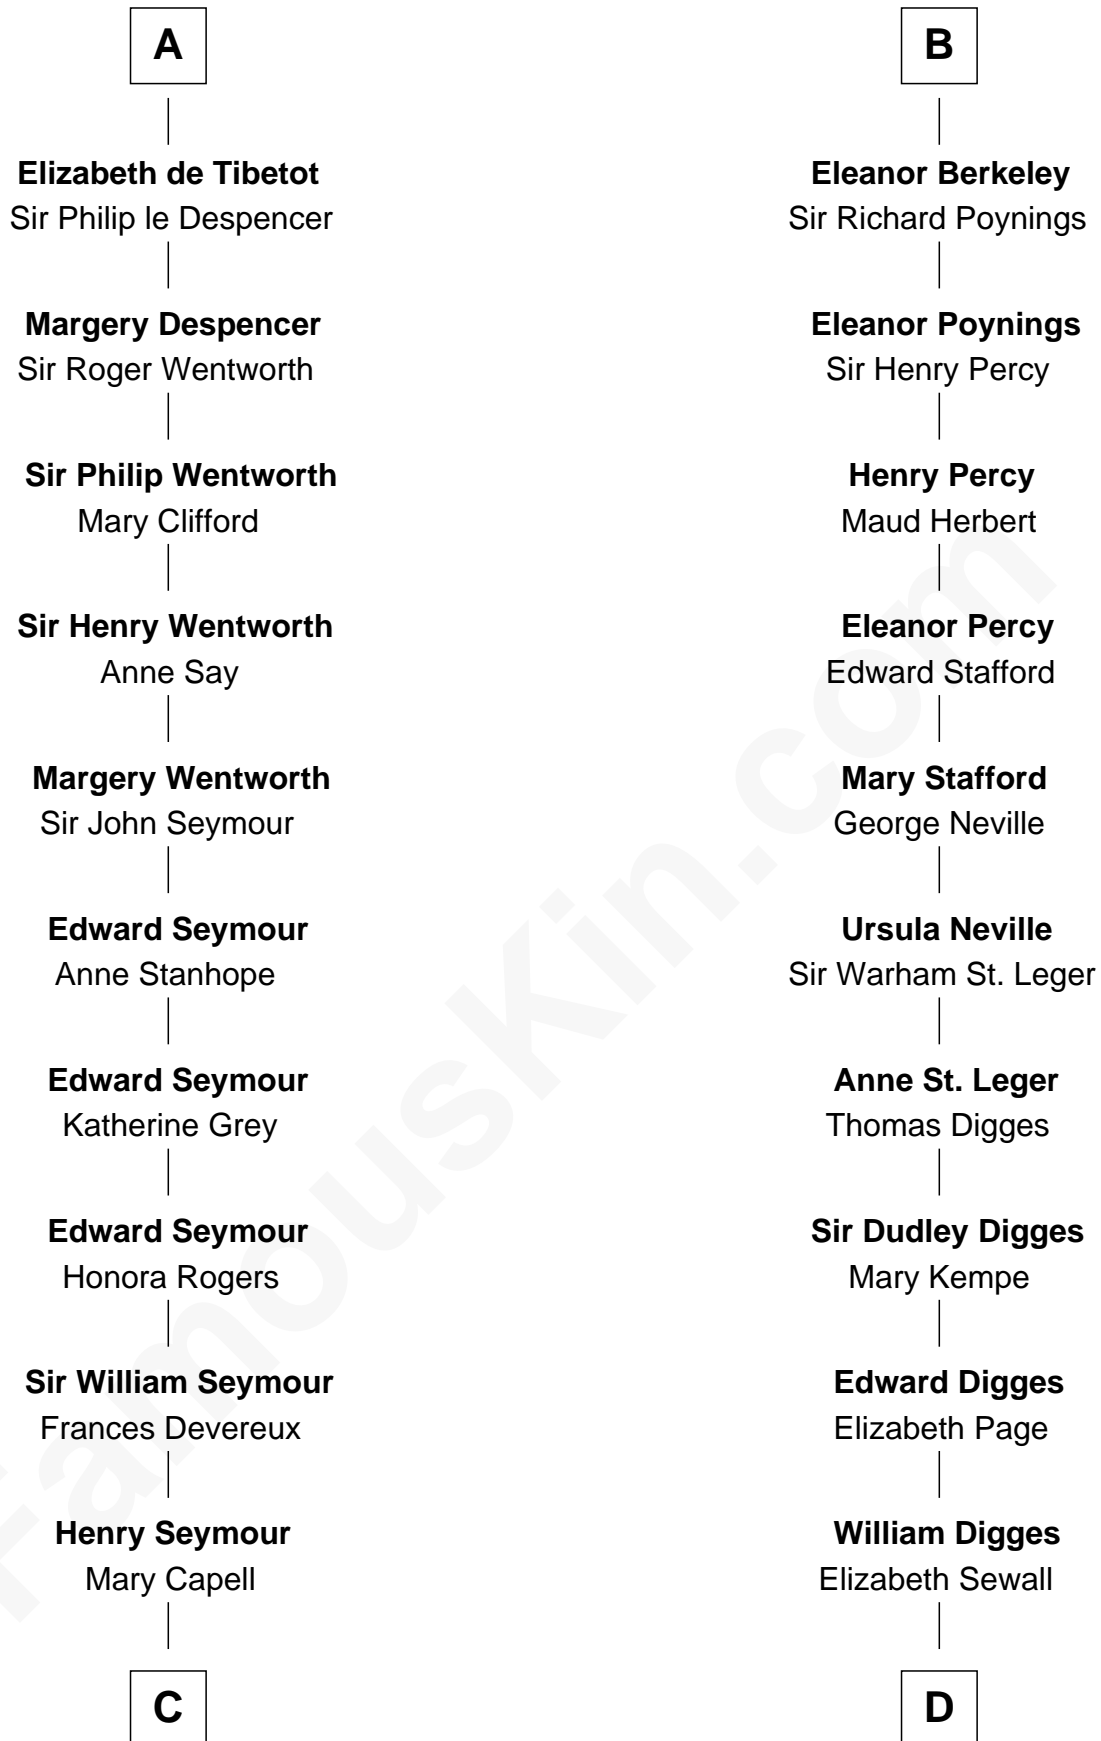 A
Elizabeth de Tibetot
Sir Philip le Despencer
Margery Despencer
Sir Roger Wentworth
Sir Philip Wentworth
Mary Clifford
Sir Henry Wentworth
Anne Say
Margery Wentworth
Sir John Seymour
Edward Seymour
Anne Stanhope
Edward Seymour
Katherine Grey
Edward Seymour
Honora Rogers
Sir William Seymour
Frances Devereux
Henry Seymour
Mary Capell
C
B
Eleanor Berkeley
Sir Richard Poynings
Eleanor Poynings
Sir Henry Percy
Henry Percy
Maud Herbert
Eleanor Percy
Edward Stafford
Mary Stafford
George Neville
Ursula Neville
Sir Warham St. Leger
Anne St. Leger
Thomas Digges
Sir Dudley Digges
Mary Kempe
Edward Digges
Elizabeth Page
William Digges
Elizabeth Sewall
D
FamousKin.com